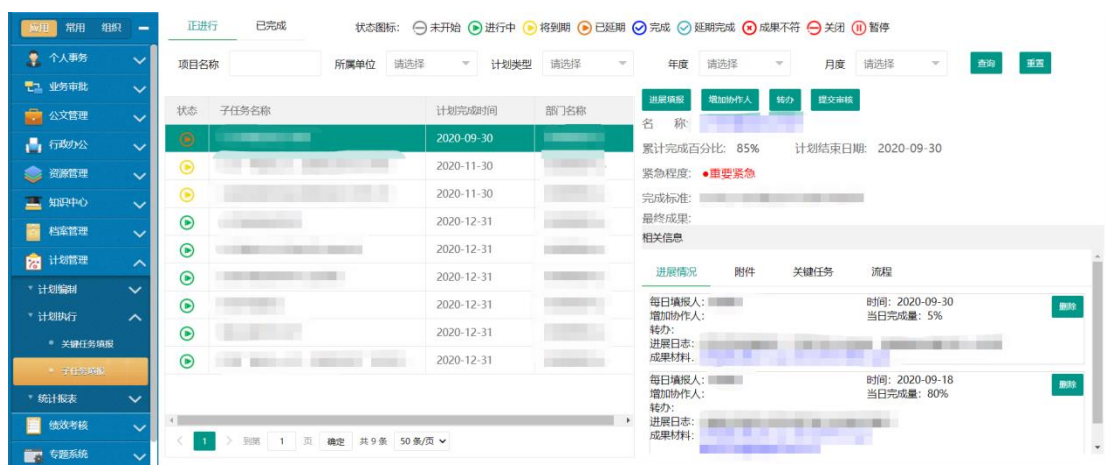 应用 常用 组织
个人事务
业务审批
公文管理
行政办公
资源管理
知识中心
档案管理
计划管理
计划编制
计划执行
关键任务填报
子任务填报
统计报表
绩效考核
专题系统
正进行 已完成 状态图标: 未开始 进行中 将到期 已延期 完成 延期完成 成果不符 关闭 暂停
项目名称 所属单位 请选择 计划类型 请选择 年度 请选择 月度 请选择 查询 重置
状态 子任务名称 计划完成时间 部门名称
2020-09-30
2020-11-30
2020-11-30
2020-12-31
2020-12-31
2020-12-31
2020-12-31
2020-12-31
2020-12-31
< 1 > 到第 1 页 确定 共 9 条 50 条/页
进展填报 增加协作人 转办 提交审核
名 称:
累计完成百分比: 85% 计划结束日期: 2020-09-30
紧急程度: ●重要紧急
完成标准:
最终成果:
相关信息
进展情况 附件 关键任务 流程
每日填报人: 时间: 2020-09-30 删除
增加协作人: 当日完成量: 5%
转办:
进展日志:
成果材料:
每日填报人: 时间: 2020-09-18 删除
增加协作人: 当日完成量: 80%
转办:
进展日志:
成果材料: